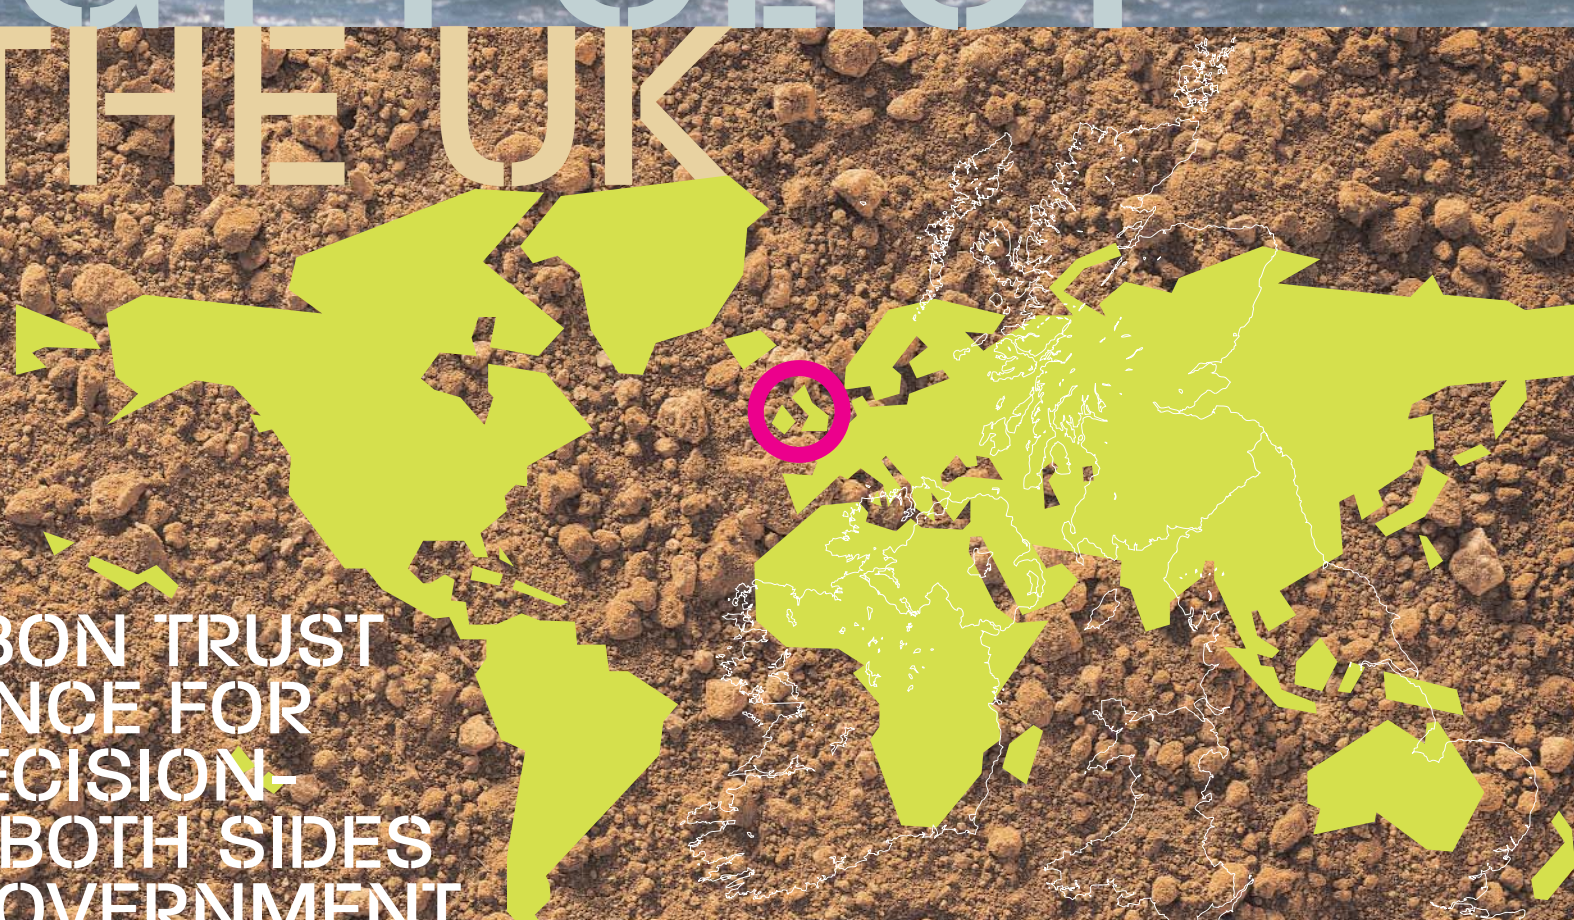 THE UK
BON TRUST
NCE FOR
ECISION-
BOTH SIDES
OVERNMENT